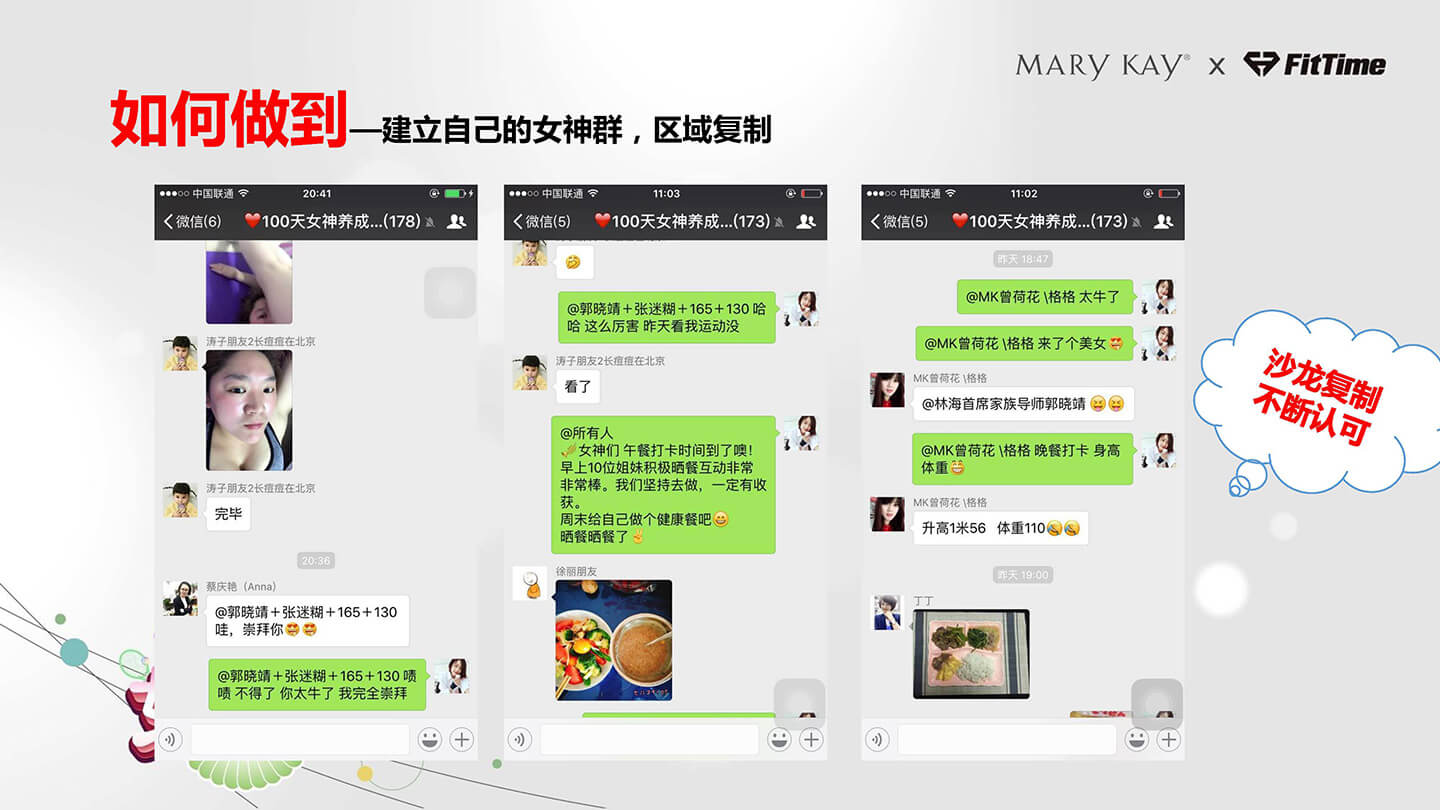 MARY KAY® x FitTime
如何做到—建立自己的女神群，区域复制
中国联通
20:41
微信(6)
❤️100天女神养成...(178)
涛子朋友2长痘痘在北京
涛子朋友2长痘痘在北京
完毕
20:36
蔡庆艳（Anna）
@郭晓靖＋张迷糊＋165＋130
哇，崇拜你😍😍
@郭晓靖＋张迷糊＋165＋130 啧
啧 不得了 你太牛了 我完全崇拜
中国联通
11:03
微信(5)
❤️100天女神养成...(173)
🤣
@郭晓靖＋张迷糊＋165＋130 哈
哈 这么厉害 昨天看我运动没
涛子朋友2长痘痘在北京
看了
@所有人
🎉女神们 午餐打卡时间到了噢！
早上10位姐妹积极晒餐互动非常
非常棒。我们坚持去做，一定有收
获。
周末给自己做个健康餐吧😄
晒餐晒餐了✌
徐丽朋友
中国联通
11:02
微信(5)
❤️100天女神养成...(173)
昨天 18:47
@MK曾荷花 \格格 太牛了
@MK曾荷花 \格格 来了个美女😍
MK曾荷花 \格格
@林海首席家族导师郭晓靖 😝😝
@MK曾荷花 \格格 晚餐打卡 身高
体重😁
MK曾荷花 \格格
升高1米56 体重110😭😭
昨天 19:00
丁丁
沙龙复制
不断认可